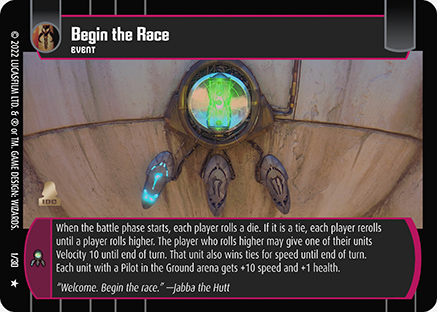 Begin the Race
EVENT
When the battle phase starts, each player rolls a die. If it is a tie, each player rerolls
until a player rolls higher. The player who rolls higher may give one of their units
Velocity 10 until end of turn. That unit also wins ties for speed until end of turn.
Each unit with a Pilot in the Ground arena gets +10 speed and +1 health.
“Welcome. Begin the race.” —Jabba the Hutt
© 2022 LUCASFILM LTD. & ® or TM. GAME DESIGN: WIZARDS.
1/30